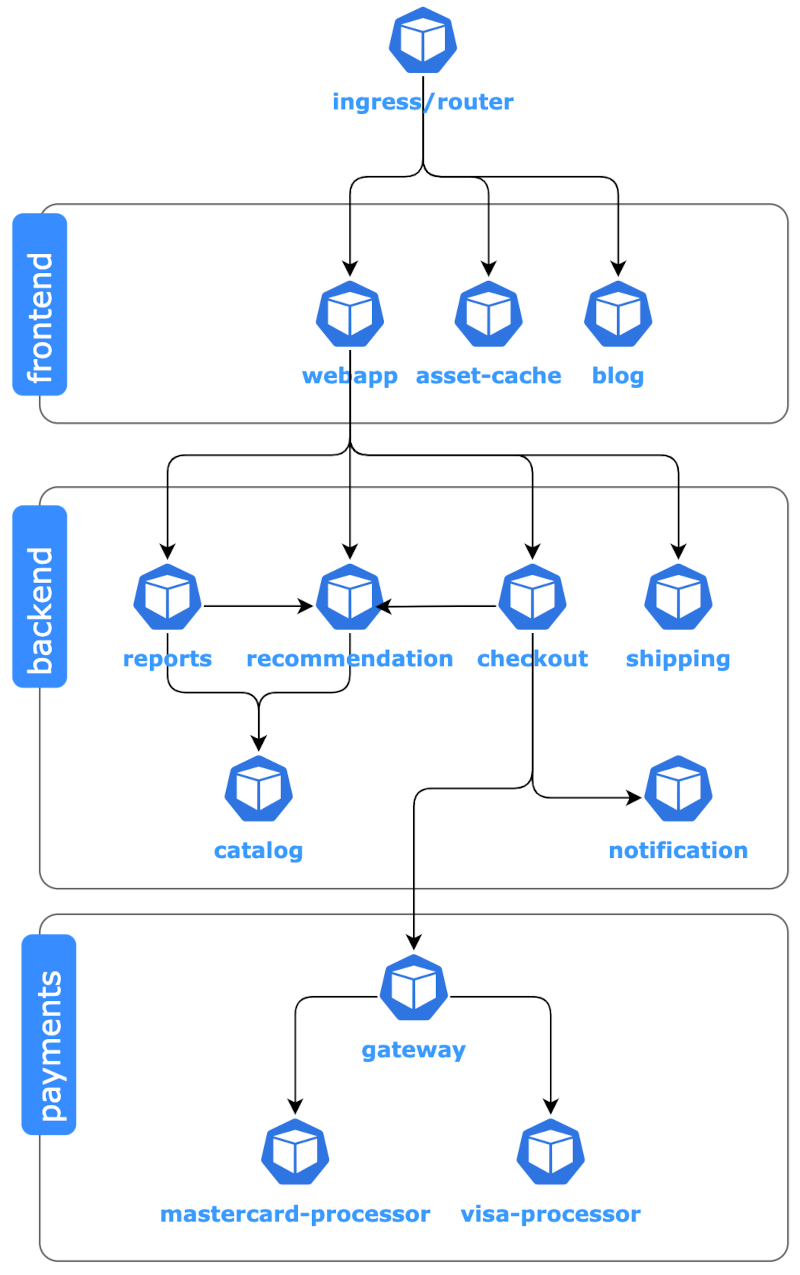 ingress/router
frontend
webapp
asset-cache
blog
backend
reports
recommendation
checkout
shipping
catalog
notification
payments
gateway
mastercard-processor
visa-processor